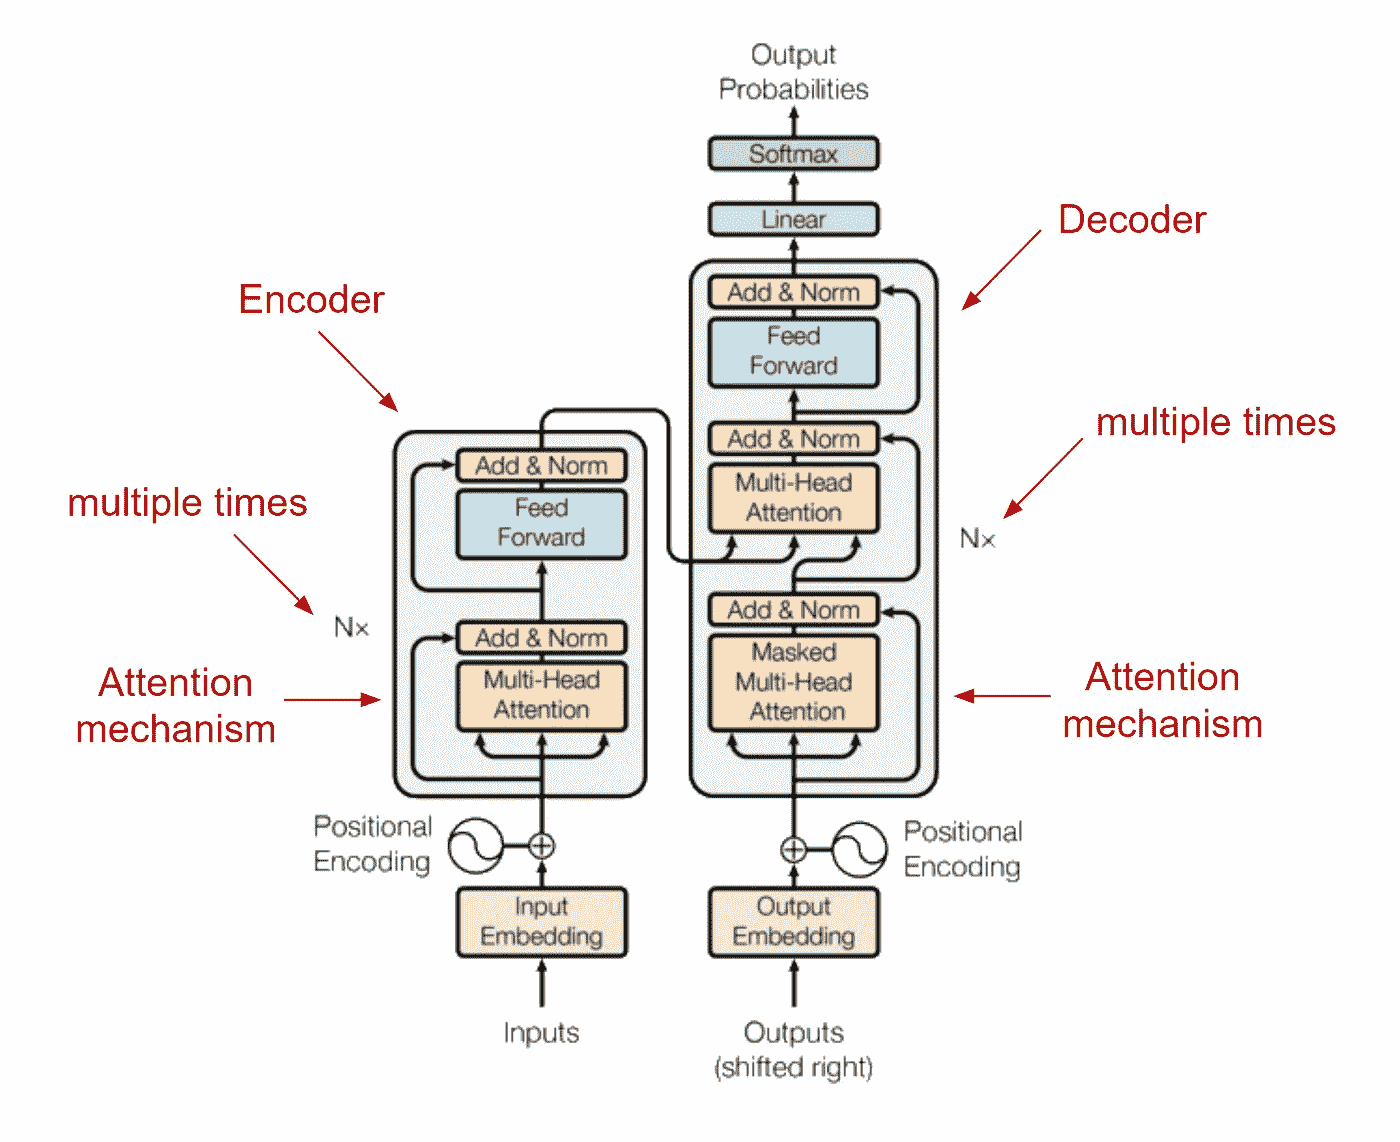 Output
Probabilities
Softmax
Linear
Decoder
Add & Norm
Feed
Forward
Add & Norm
Multi-Head
Attention
multiple times
Nx
Add & Norm
Masked
Multi-Head
Attention
Attention
mechanism
Positional
Encoding
Output
Embedding
Outputs
(shifted right)
Encoder
Add & Norm
Feed
Forward
multiple times
Nx
Add & Norm
Multi-Head
Attention
Attention
mechanism
Positional
Encoding
Input
Embedding
Inputs